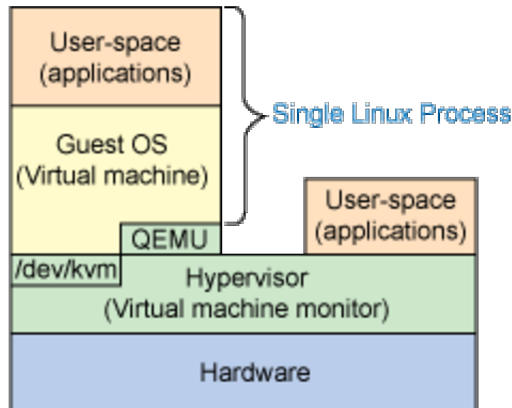 User-space
(applications)
Single Linux Process
Guest OS
(Virtual machine)
User-space
(applications)
QEMU
/dev/kvm
Hypervisor
(Virtual machine monitor)
Hardware